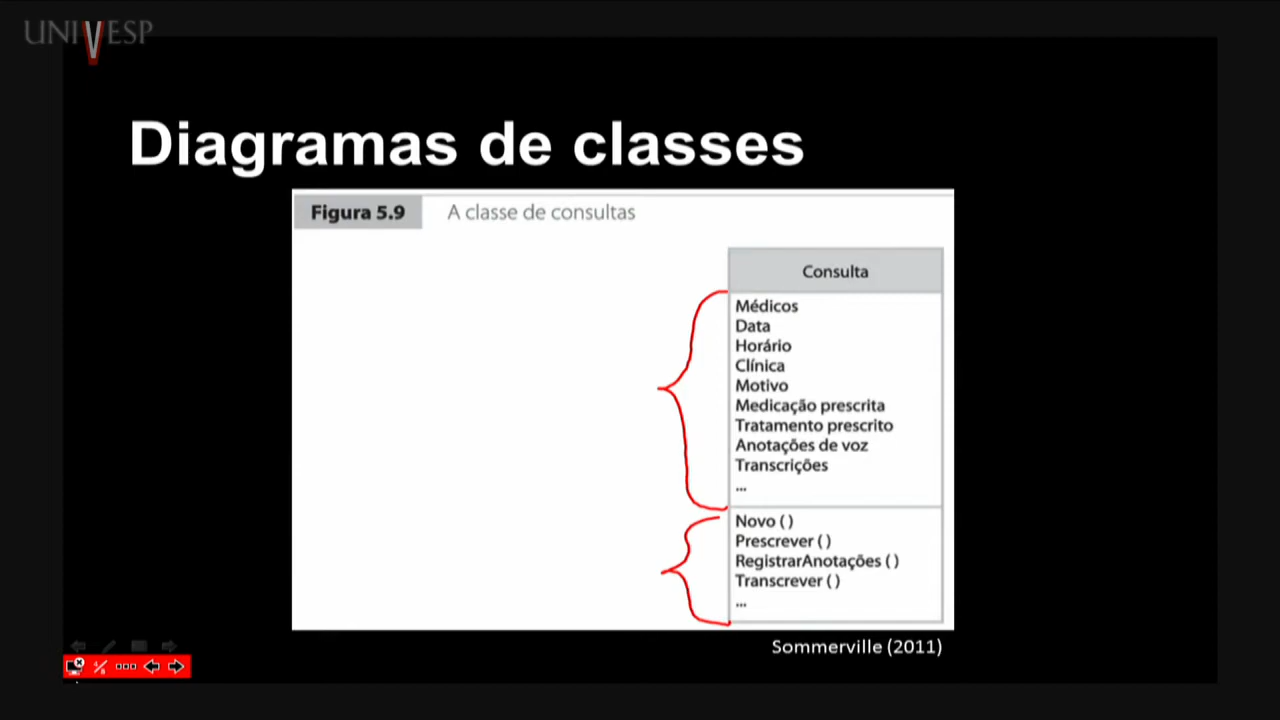 UNIVESP
Diagramas de classes
Figura 5.9 A classe de consultas
Consulta
Médicos
Data
Horário
Clínica
Motivo
Medicação prescrita
Tratamento prescrito
Anotações de voz
Transcrições
...
Novo ( )
Prescrever ( )
RegistrarAnotações ( )
Transcrever ( )
...
Sommerville (2011)